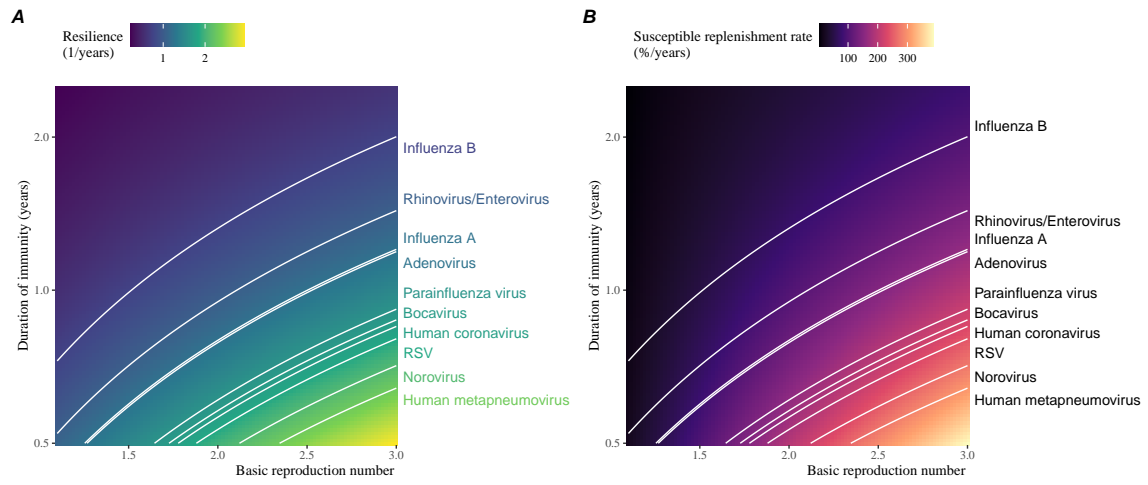 A
Resilience
(1/years)
1 2
Duration of immunity (years)
2.0
1.0
0.5
1.5 2.0 2.5 3.0
Basic reproduction number
Influenza B
Rhinovirus/Enterovirus
Influenza A
Adenovirus
Parainfluenza virus
Bocavirus
Human coronavirus
RSV
Norovirus
Human metapneumovirus
B
Susceptible replenishment rate
(%/years)
100 200 300
Duration of immunity (years)
2.0
1.0
0.5
1.5 2.0 2.5 3.0
Basic reproduction number
Influenza B
Rhinovirus/Enterovirus
Influenza A
Adenovirus
Parainfluenza virus
Bocavirus
Human coronavirus
RSV
Norovirus
Human metapneumovirus